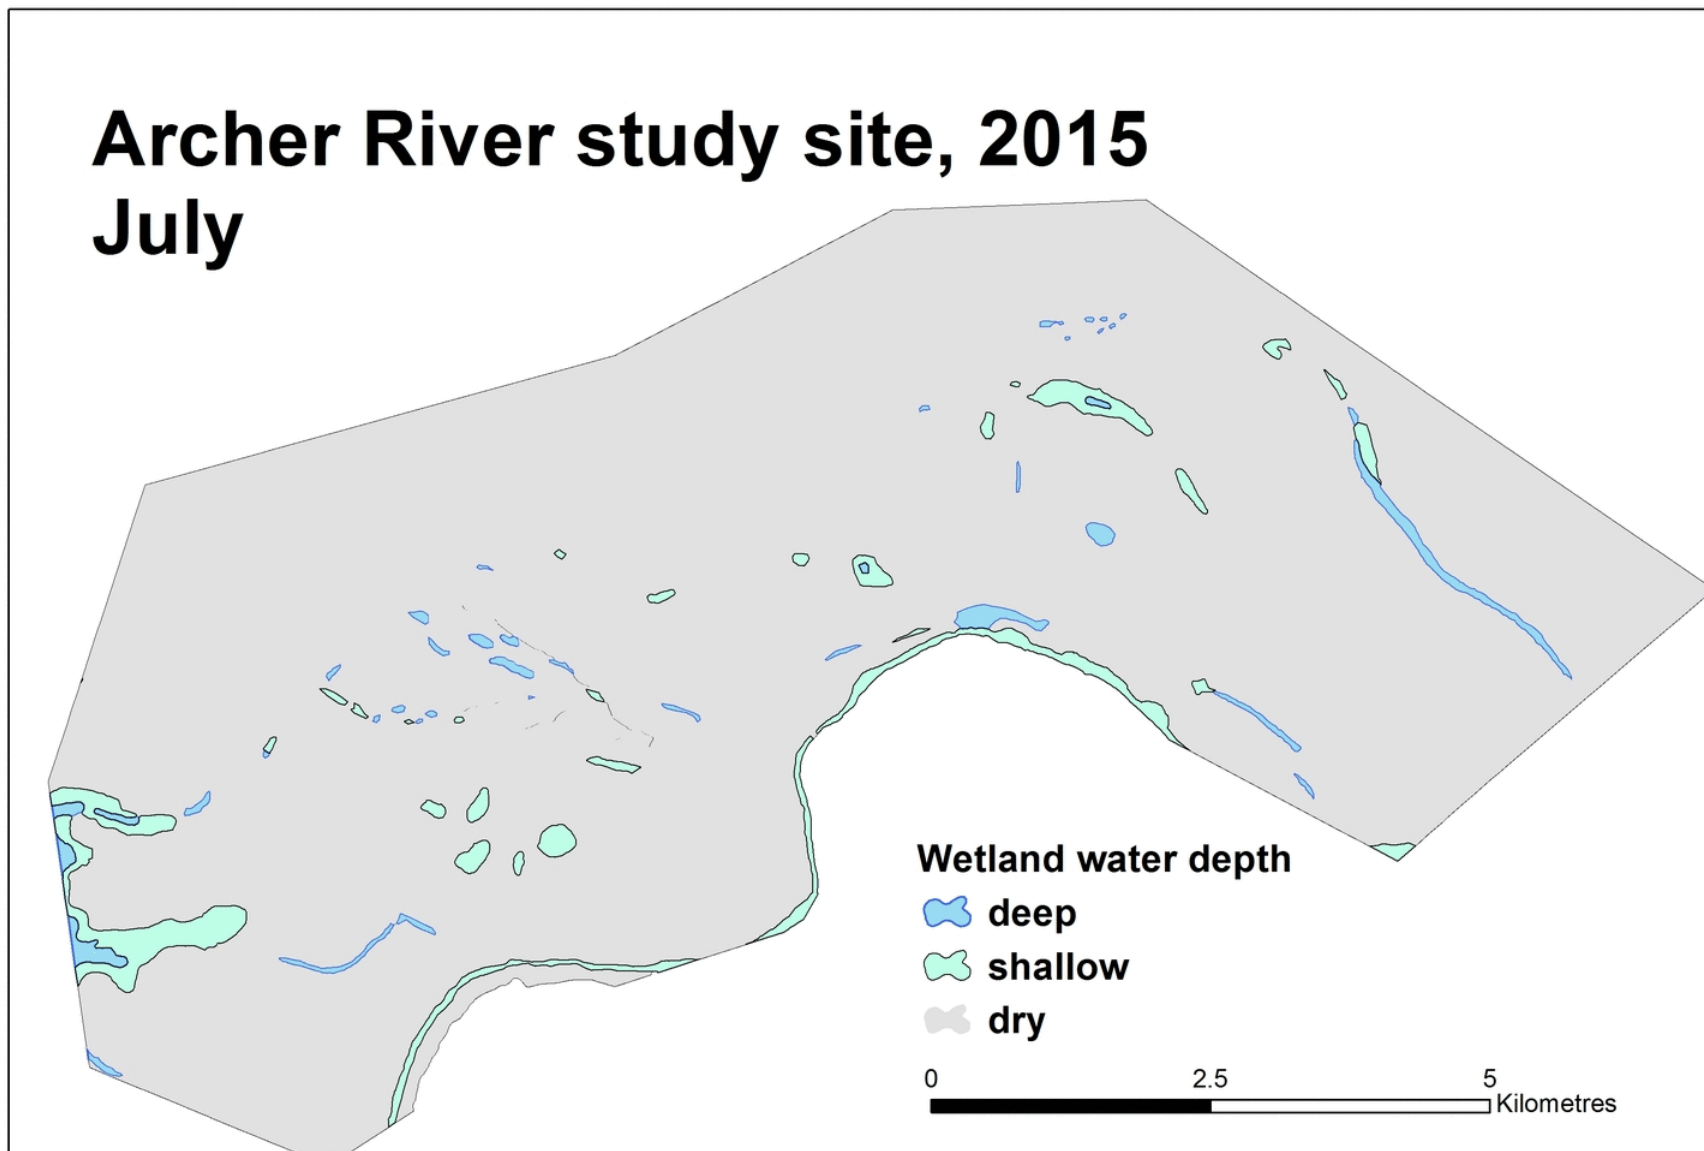 Archer River study site, 2015
July
Wetland water depth
deep
shallow
dry
0 2.5 5
Kilometres